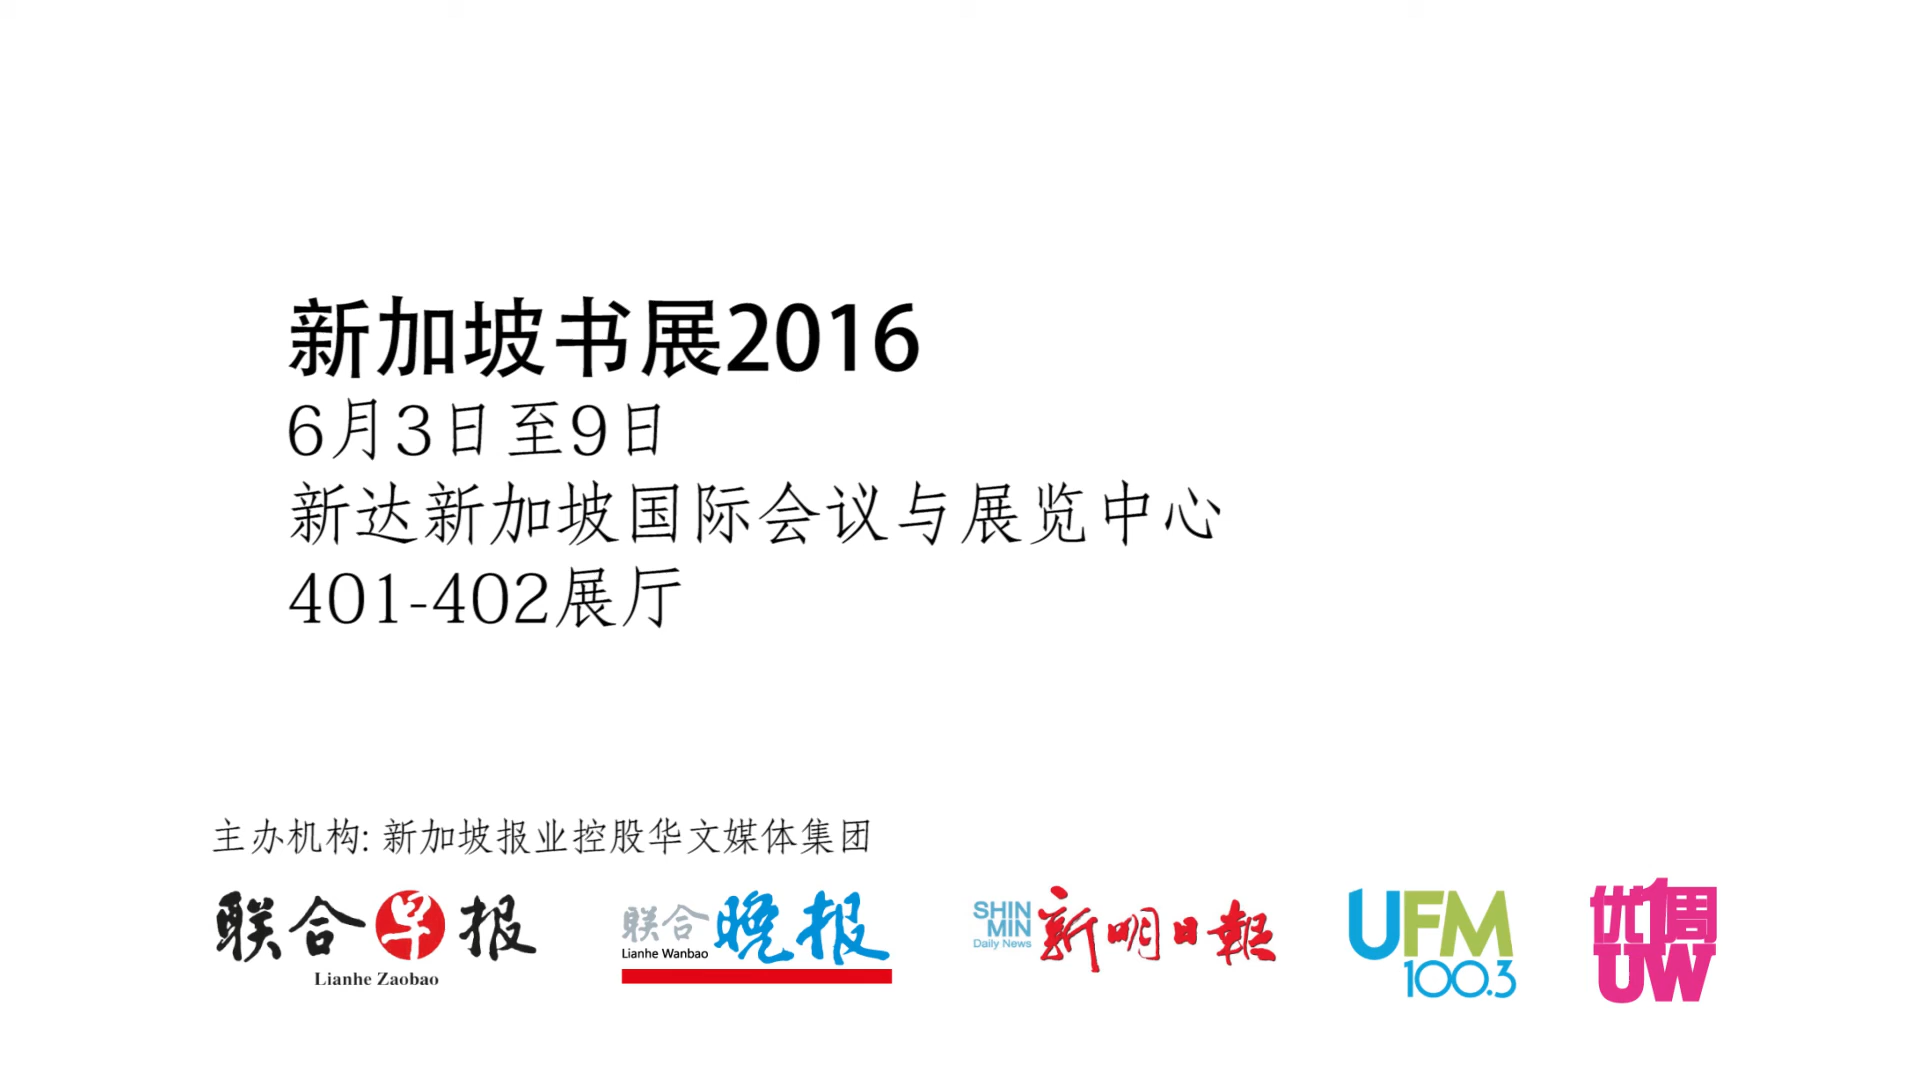 新加坡书展2016
6月3日至9日
新达新加坡国际会议与展览中心
401-402展厅
主办机构: 新加坡报业控股华文媒体集团
联合早报
Lianhe Zaobao
联合晚报
Lianhe Wanbao
SHIN MIN Daily News
新明日報
UFM
100.3
优1周
UW